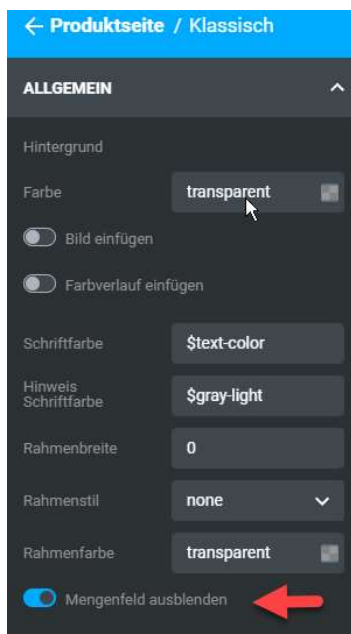 ← Produktseite / Klassisch
ALLGEMEIN
Hintergrund
Farbe transparent
Bild einfügen
Farbverlauf einfügen
Schriftfarbe $text-color
Hinweis
Schriftfarbe $gray-light
Rahmenbreite 0
Rahmenstil none
Rahmenfarbe transparent
Mengenfeld ausblenden